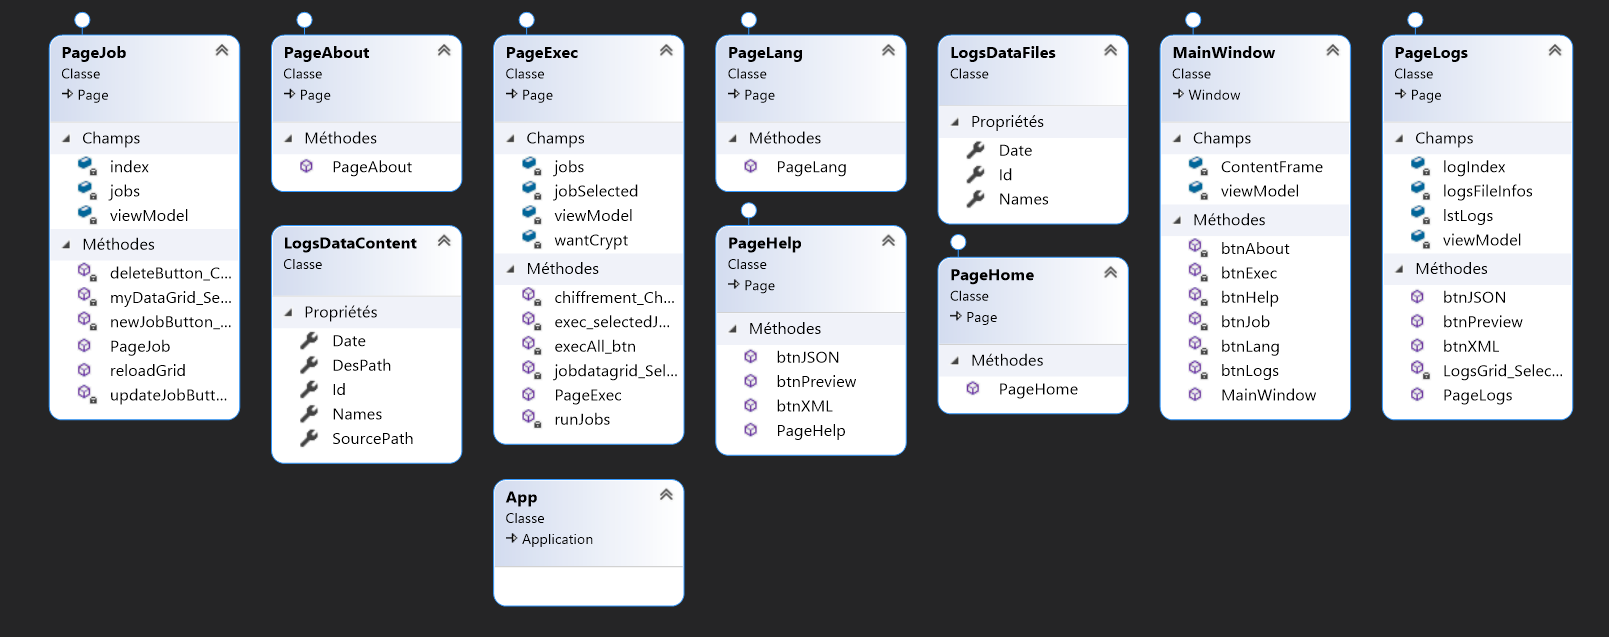 PageJob
Classe
Page
Champs
index
jobs
viewModel
Méthodes
deleteButton_C...
myDataGrid_Se...
newJobButton_...
PageJob
reloadGrid
updateJobButt...
PageAbout
Classe
Page
Méthodes
PageAbout
LogsDataContent
Classe
Propriétés
Date
DesPath
Id
Names
SourcePath
PageExec
Classe
Page
Champs
jobs
jobSelected
viewModel
wantCrypt
Méthodes
chiffrement_Ch...
exec_selectedJ...
execAll_btn
jobdatagrid_Sel...
PageExec
runJobs
App
Classe
Application
PageLang
Classe
Page
Méthodes
PageLang
PageHelp
Classe
Page
Méthodes
btnJSON
btnPreview
btnXML
PageHelp
LogsDataFiles
Classe
Propriétés
Date
Id
Names
PageHome
Classe
Page
Méthodes
PageHome
MainWindow
Classe
Window
Champs
ContentFrame
viewModel
Méthodes
btnAbout
btnExec
btnHelp
btnJob
btnLang
btnLogs
MainWindow
PageLogs
Classe
Page
Champs
logIndex
logsFileInfos
lstLogs
viewModel
Méthodes
btnJSON
btnPreview
btnXML
LogsGrid_Selec...
PageLogs